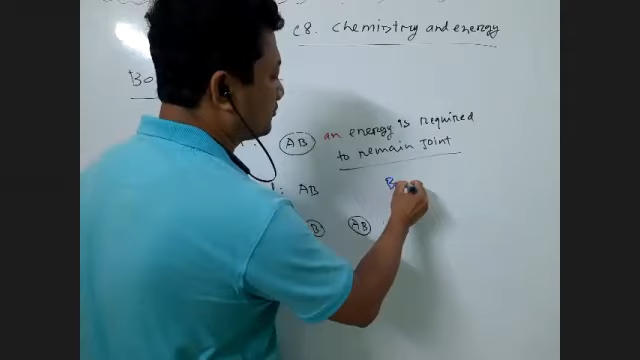 c8. chemistry and energy
Bo
AB an energy is required
to remain joint
: AB
B AB